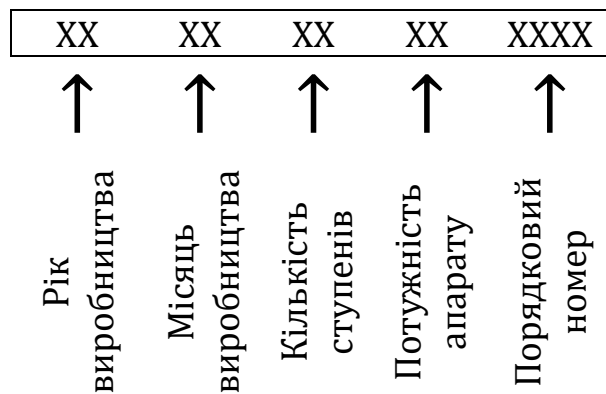 XX XX XX XX XXXX
Рік
виробництва
Місяць
виробництва
Кількість
ступенів
Потужність
апарату
Порядковий
номер